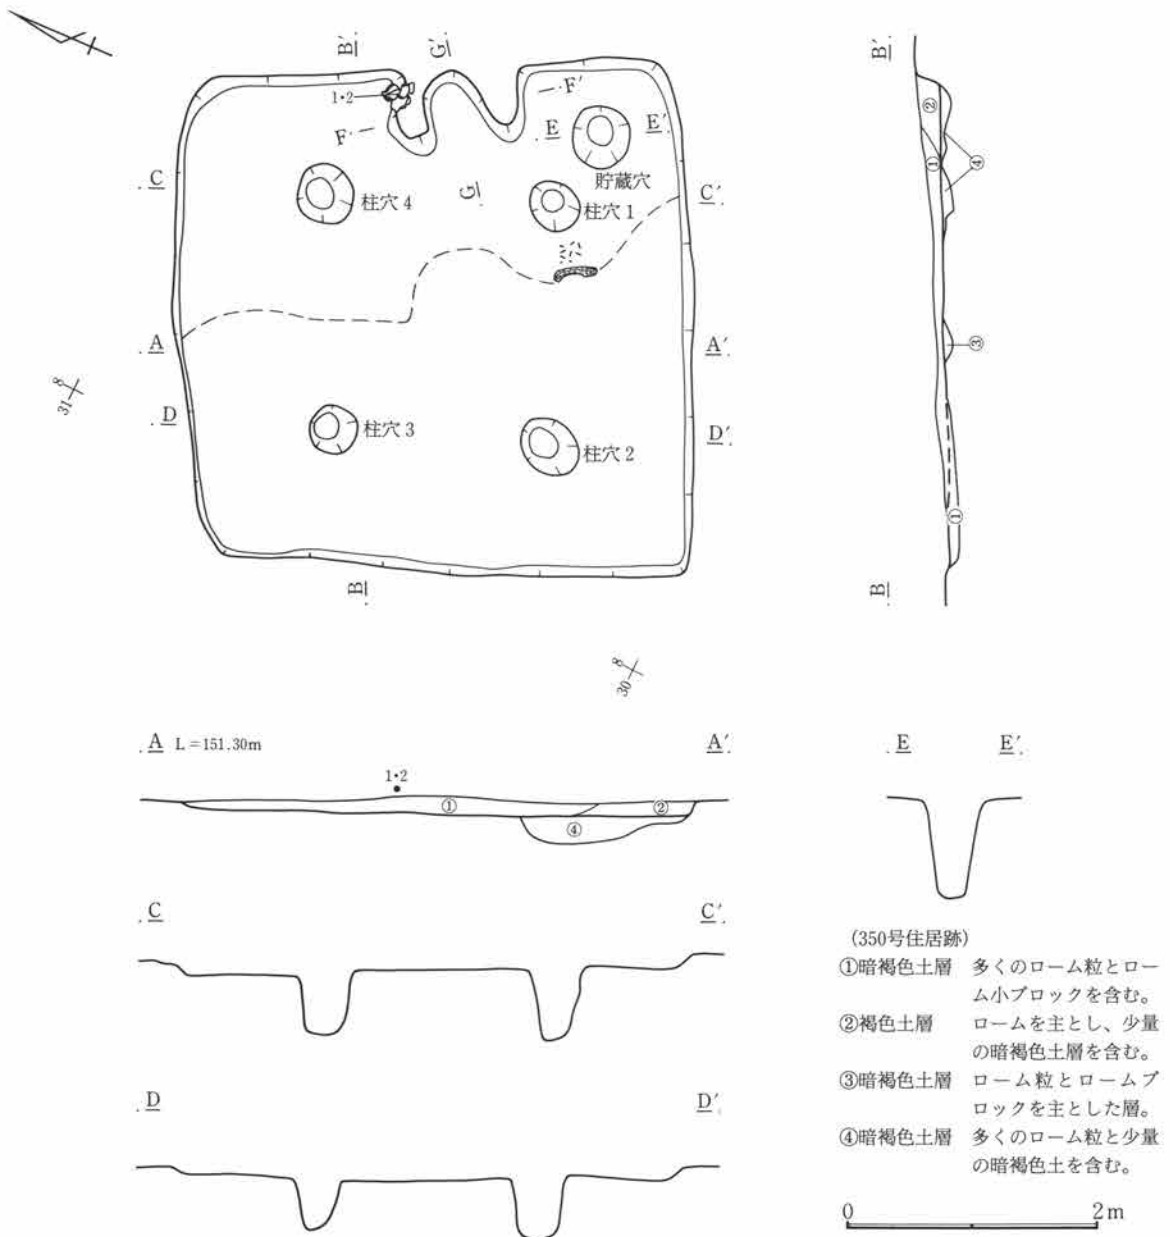 B′
G′
B′
1・2
F′
F
E
E′
②
①
④
C
C′
貯蔵穴
柱穴 4
G
柱穴 1
A
A′
③
8
31
D
D′
柱穴 3
柱穴 2
①
B
B
8
30
A L＝151.30m
A′
E
E′
1・2
①
②
④
C
C′
D
D′
(350号住居跡)
①暗褐色土層 多くのローム粒とロー
ム小ブロックを含む。
②褐色土層 ロームを主とし、少量
の暗褐色土層を含む。
③暗褐色土層 ローム粒とロームブ
ロックを主とした層。
④暗褐色土層 多くのローム粒と少量
の暗褐色土を含む。
0
2m